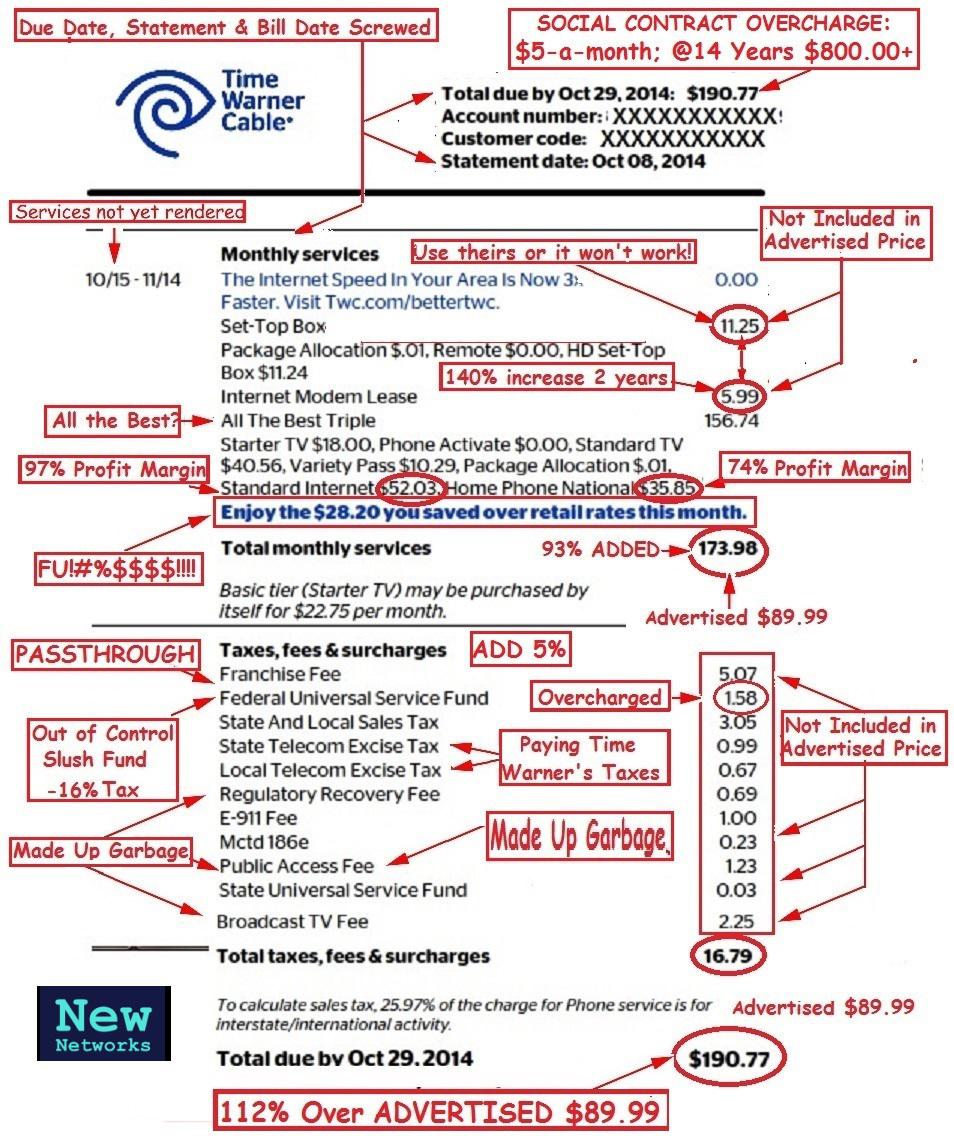 Due Date, Statement & Bill Date Screwed
SOCIAL CONTRACT OVERCHARGE:
$5-a-month; @14 Years $800.00+
Time
Warner
Cable
Total due by Oct 29, 2014: $190.77
Account number: XXXXXXXXXXX
Customer code: XXXXXXXXXXX
Statement date: Oct 08, 2014
Services not yet rendered
Not Included in
Advertised Price
Monthly services
Use theirs or it won't work!
10/15 - 11/14
The Internet Speed In Your Area Is Now 3x 0.00
Faster. Visit Twc.com/bettertwc.
Set-Top Box 11.25
Package Allocation $.01, Remote $0.00, HD Set-Top
Box $11.24
140% increase 2 years
Internet Modem Lease 5.99
All the Best?
All The Best Triple 156.74
Starter TV $18.00, Phone Activate $0.00, Standard TV
$40.56, Variety Pass $10.29, Package Allocation $.01,
97% Profit Margin
74% Profit Margin
Standard Internet $52.03, Home Phone National $35.85
Enjoy the $28.20 you saved over retail rates this month.
FU!#%$$$$!!!!
Total monthly services 93% ADDED 173.98
Basic tier (Starter TV) may be purchased by
itself for $22.75 per month.
Advertised $89.99
PASSTHROUGH
Taxes, fees & surcharges ADD 5%
Franchise Fee 5.07
Federal Universal Service Fund Overcharged 1.58
Out of Control
Slush Fund
-16% Tax
State And Local Sales Tax 3.05
Not Included in
Advertised Price
State Telecom Excise Tax 0.99
Paying Time
Warner's Taxes
Local Telecom Excise Tax 0.67
Regulatory Recovery Fee 0.69
E-911 Fee 1.00
Made Up Garbage
Mctd 186e 0.23
Made Up Garbage
Public Access Fee 1.23
State Universal Service Fund 0.03
Broadcast TV Fee 2.25
Total taxes, fees & surcharges 16.79
New
Networks
To calculate sales tax, 25.97% of the charge for Phone service is for
interstate/international activity.
Advertised $89.99
Total due by Oct 29, 2014 $190.77
112% Over ADVERTISED $89.99